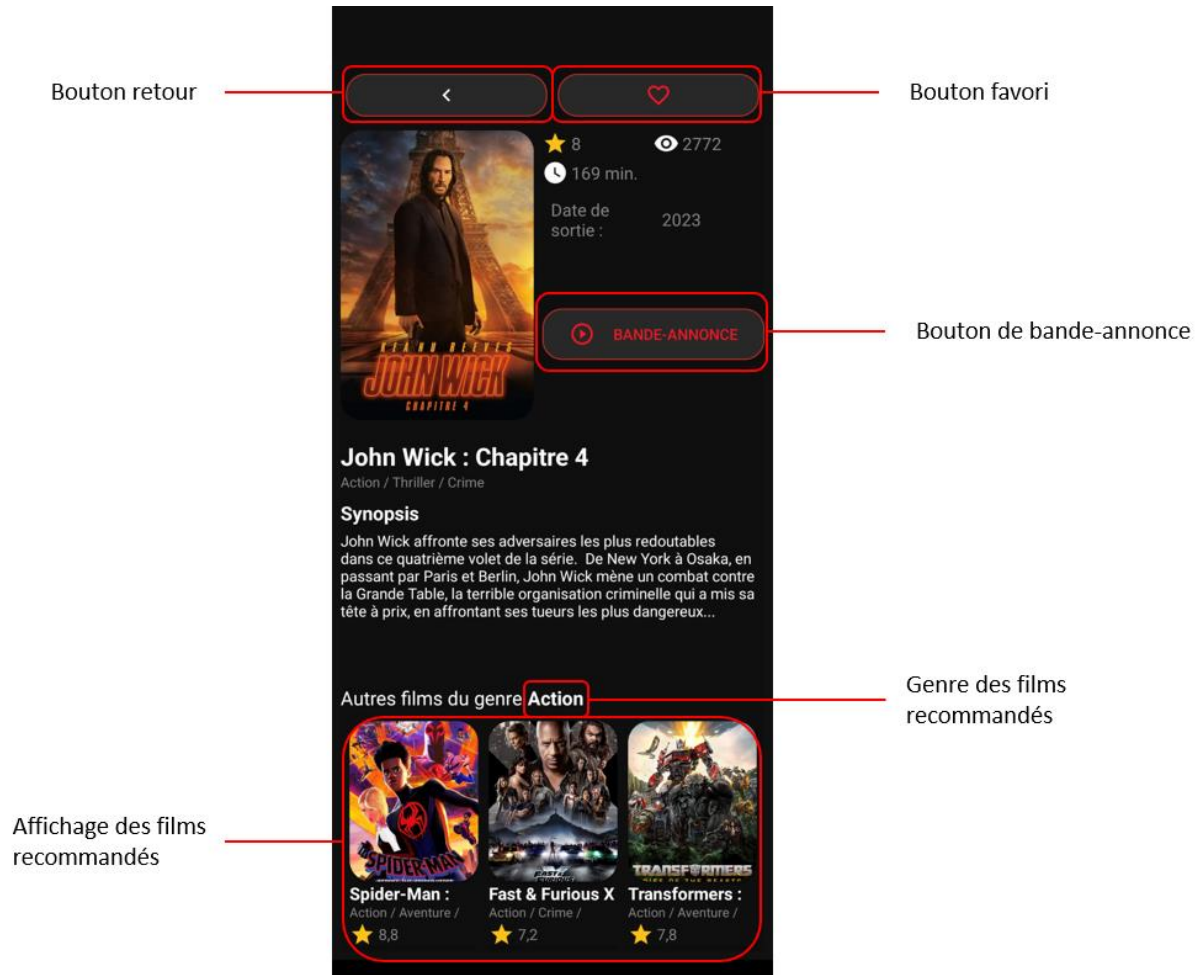 Bouton retour
Bouton favori
8
2772
169 min.
Date de
sortie :
2023
KEANU REEVES
JOHN WICK
CHAPITRE 4
BANDE-ANNONCE
Bouton de bande-annonce
John Wick : Chapitre 4
Action / Thriller / Crime
Synopsis
John Wick affronte ses adversaires les plus redoutables
dans ce quatrième volet de la série.  De New York à Osaka, en
passant par Paris et Berlin, John Wick mène un combat contre
la Grande Table, la terrible organisation criminelle qui a mis sa
tête à prix, en affrontant ses tueurs les plus dangereux...
Autres films du genre Action
Genre des films
recommandés
Affichage des films
recommandés
SPIDER-MAN
FAST &
FURIOUS
TRANSFORMERS
RISE OF THE BEASTS
Spider-Man :
Fast & Furious X
Transformers :
Action / Aventure /
Action / Crime /
Action / Aventure /
8,8
7,2
7,8